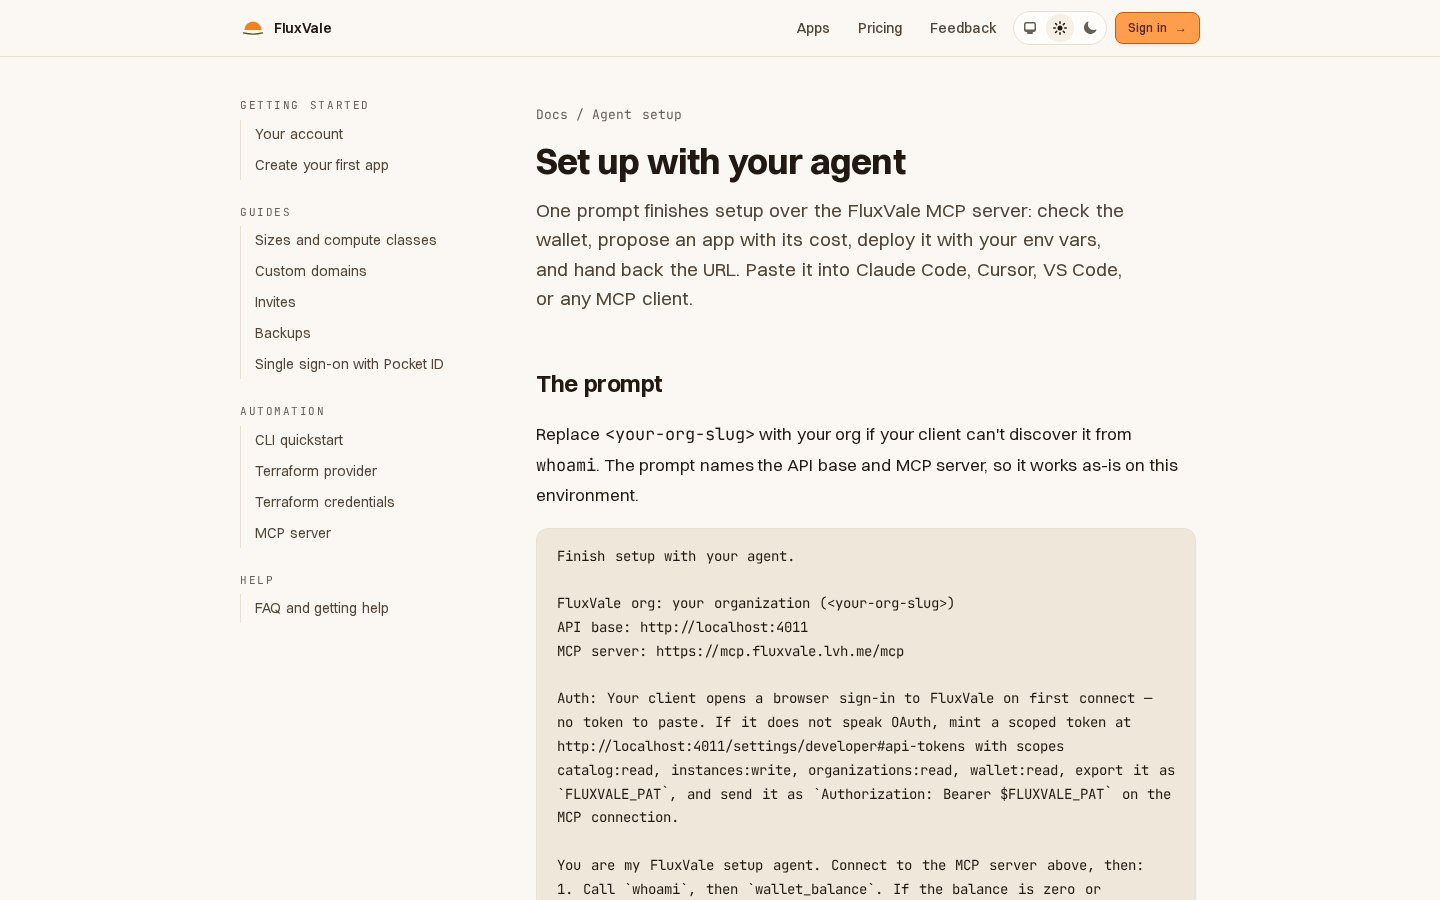 FluxVale
Apps
Pricing
Feedback
Sign in →
GETTING STARTED
Your account
Create your first app
GUIDES
Sizes and compute classes
Custom domains
Invites
Backups
Single sign-on with Pocket ID
AUTOMATION
CLI quickstart
Terraform provider
Terraform credentials
MCP server
HELP
FAQ and getting help
Docs / Agent setup
Set up with your agent
One prompt finishes setup over the FluxVale MCP server: check the
wallet, propose an app with its cost, deploy it with your env vars,
and hand back the URL. Paste it into Claude Code, Cursor, VS Code,
or any MCP client.
The prompt
Replace <your-org-slug> with your org if your client can't discover it from
whoami. The prompt names the API base and MCP server, so it works as-is on this
environment.
Finish setup with your agent.
FluxVale org: your organization (<your-org-slug>)
API base: http://localhost:4011
MCP server: https://mcp.fluxvale.lvh.me/mcp
Auth: Your client opens a browser sign-in to FluxVale on first connect —
no token to paste. If it does not speak OAuth, mint a scoped token at
http://localhost:4011/settings/developer#api-tokens with scopes
catalog:read, instances:write, organizations:read, wallet:read, export it as
`FLUXVALE_PAT`, and send it as `Authorization: Bearer $FLUXVALE_PAT` on the
MCP connection.
You are my FluxVale setup agent. Connect to the MCP server above, then:
1. Call `whoami`, then `wallet_balance`. If the balance is zero or